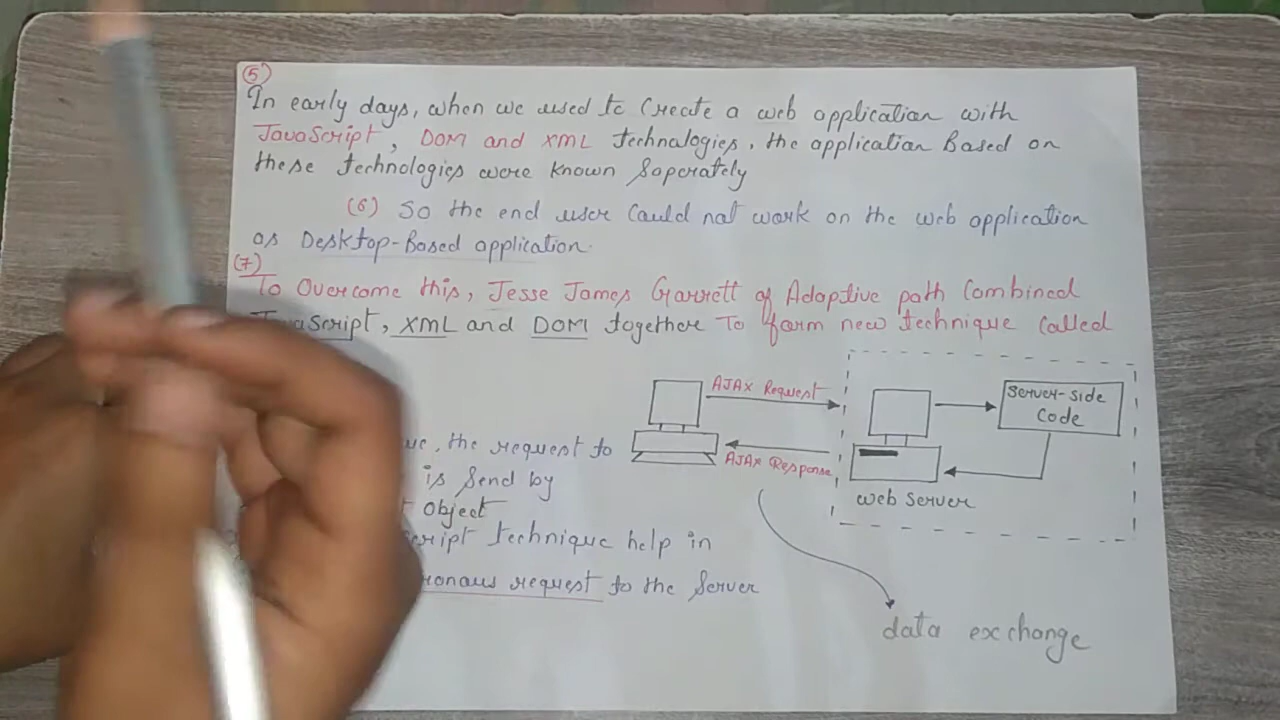 (5)
In early days, when we used to Create a web application with
JavaScript, DOM and XML technologies, the application Based on
these technologies were known Saperately
(6) So the end user Could not work on the web application
as Desktop-Based application.
(7)
To Overcome this, Jesse James Garrett of Adaptive path Combined
JavaScript, XML and DOM together To form new technique Called
AJAX Request
Server-side
Code
the request to
AJAX Response
is Send by
web Server
Object
technique help in
request to the Server
data exchange